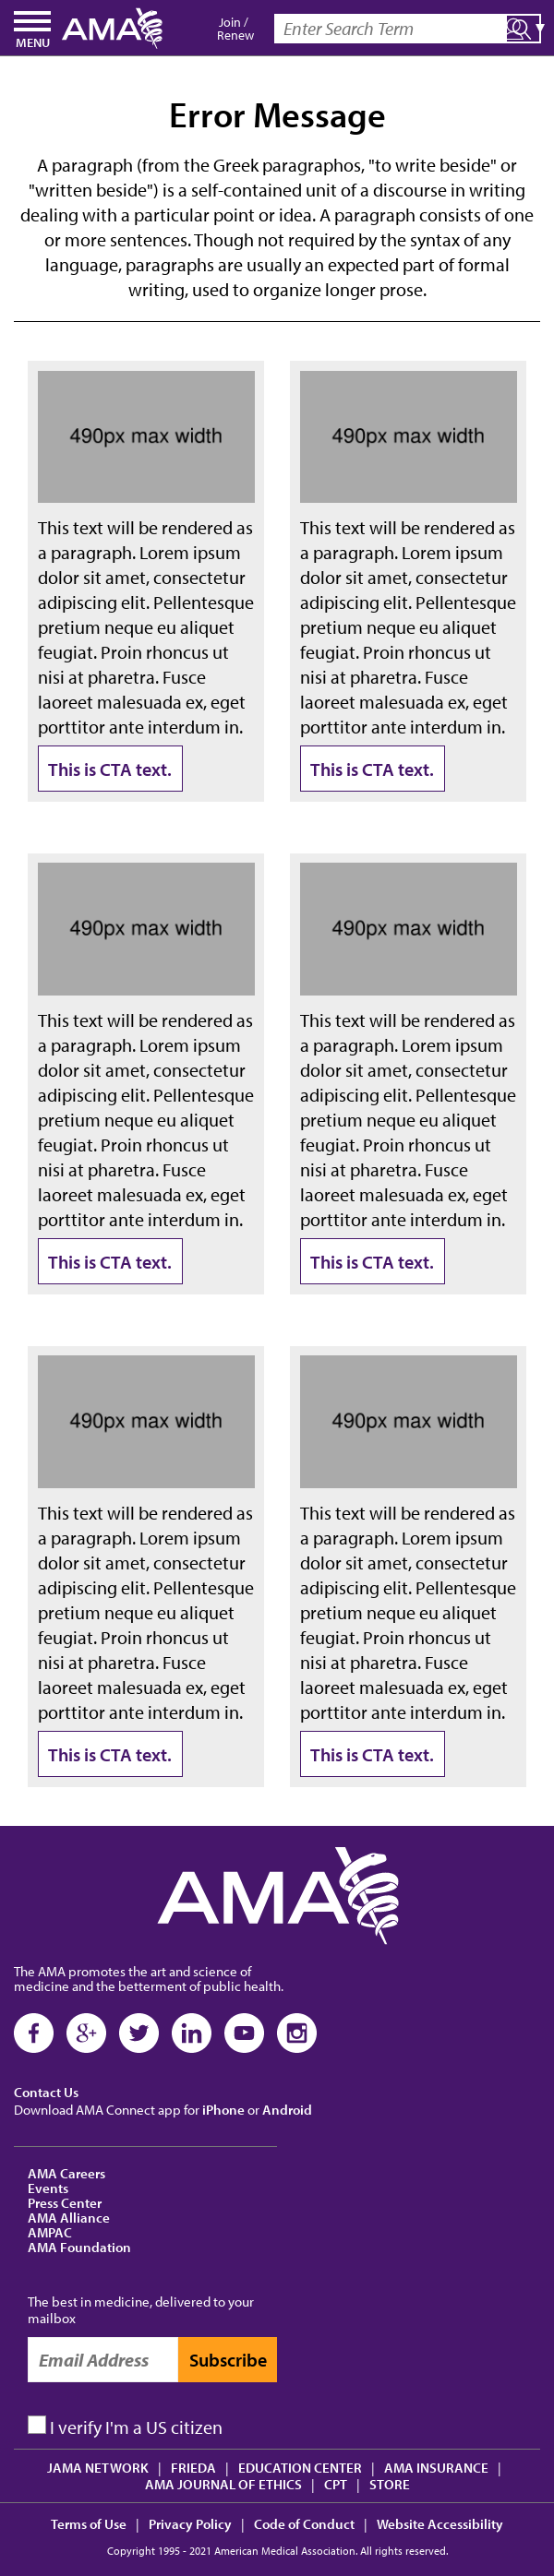 MENU
AMA
Join /
Renew
Enter Search Term
Error Message
A paragraph (from the Greek paragraphos, "to write beside" or
"written beside") is a self-contained unit of a discourse in writing
dealing with a particular point or idea. A paragraph consists of one
or more sentences. Though not required by the syntax of any
language, paragraphs are usually an expected part of formal
writing, used to organize longer prose.
490px max width
This text will be rendered as
a paragraph. Lorem ipsum
dolor sit amet, consectetur
adipiscing elit. Pellentesque
pretium neque eu aliquet
feugiat. Proin rhoncus ut
nisi at pharetra. Fusce
laoreet malesuada ex, eget
porttitor ante interdum in.
This is CTA text.
490px max width
This text will be rendered as
a paragraph. Lorem ipsum
dolor sit amet, consectetur
adipiscing elit. Pellentesque
pretium neque eu aliquet
feugiat. Proin rhoncus ut
nisi at pharetra. Fusce
laoreet malesuada ex, eget
porttitor ante interdum in.
This is CTA text.
490px max width
This text will be rendered as
a paragraph. Lorem ipsum
dolor sit amet, consectetur
adipiscing elit. Pellentesque
pretium neque eu aliquet
feugiat. Proin rhoncus ut
nisi at pharetra. Fusce
laoreet malesuada ex, eget
porttitor ante interdum in.
This is CTA text.
490px max width
This text will be rendered as
a paragraph. Lorem ipsum
dolor sit amet, consectetur
adipiscing elit. Pellentesque
pretium neque eu aliquet
feugiat. Proin rhoncus ut
nisi at pharetra. Fusce
laoreet malesuada ex, eget
porttitor ante interdum in.
This is CTA text.
490px max width
This text will be rendered as
a paragraph. Lorem ipsum
dolor sit amet, consectetur
adipiscing elit. Pellentesque
pretium neque eu aliquet
feugiat. Proin rhoncus ut
nisi at pharetra. Fusce
laoreet malesuada ex, eget
porttitor ante interdum in.
This is CTA text.
490px max width
This text will be rendered as
a paragraph. Lorem ipsum
dolor sit amet, consectetur
adipiscing elit. Pellentesque
pretium neque eu aliquet
feugiat. Proin rhoncus ut
nisi at pharetra. Fusce
laoreet malesuada ex, eget
porttitor ante interdum in.
This is CTA text.
AMA
The AMA promotes the art and science of
medicine and the betterment of public health.
Contact Us
Download AMA Connect app for iPhone or Android
AMA Careers
Events
Press Center
AMA Alliance
AMPAC
AMA Foundation
The best in medicine, delivered to your
mailbox
Email Address Subscribe
I verify I'm a US citizen
JAMA NETWORK | FRIEDA | EDUCATION CENTER | AMA INSURANCE |
AMA JOURNAL OF ETHICS | CPT | STORE
Terms of Use | Privacy Policy | Code of Conduct | Website Accessibility
Copyright 1995 - 2021 American Medical Association. All rights reserved.